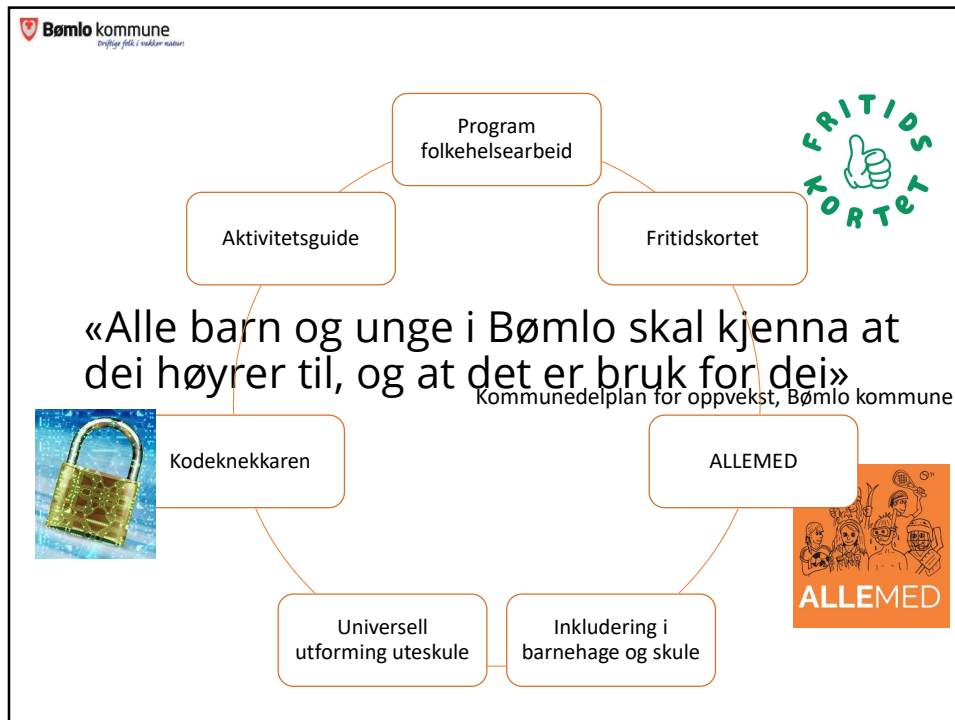 Bømlo kommune
Driftige folk i vakker natur!
Program
folkehelsearbeid
FRITIDS
KORTET
Aktivitetsguide
Fritidskortet
«Alle barn og unge i Bømlo skal kjenna at
dei høyrer til, og at det er bruk for dei»
Kommunedelplan for oppvekst, Bømlo kommune
Kodeknekkaren
ALLEMED
ALLEMED
Universell
utforming uteskule
Inkludering i
barnehage og skule